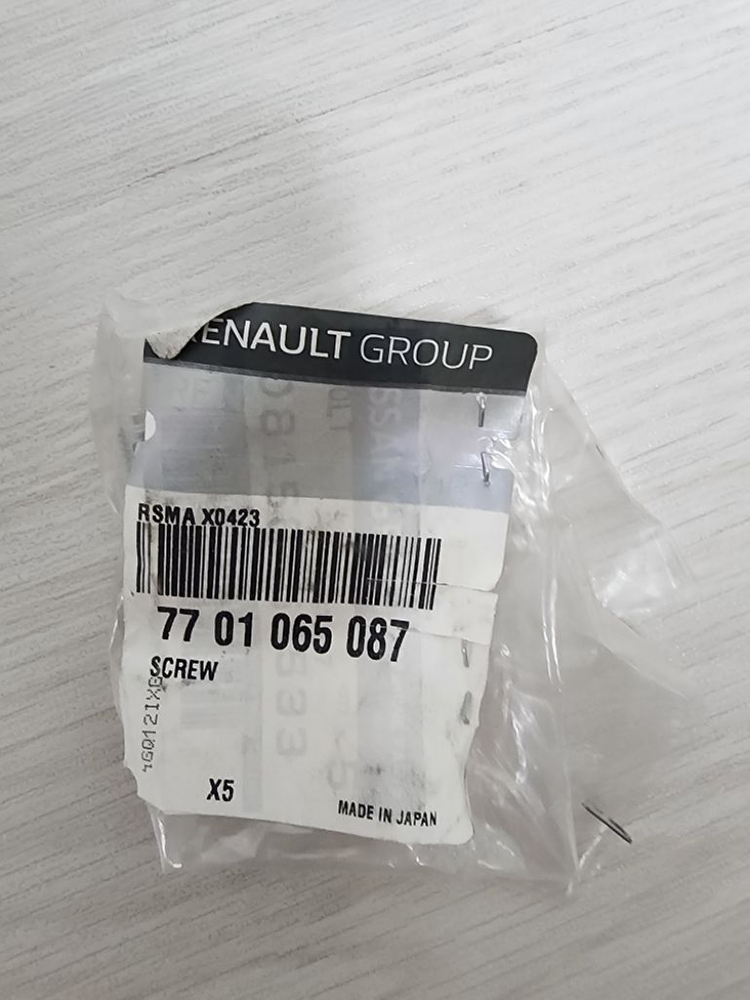 RENAULT GROUP
RSMA X0423
77 01 065 087
SCREW
X5
MADE IN JAPAN